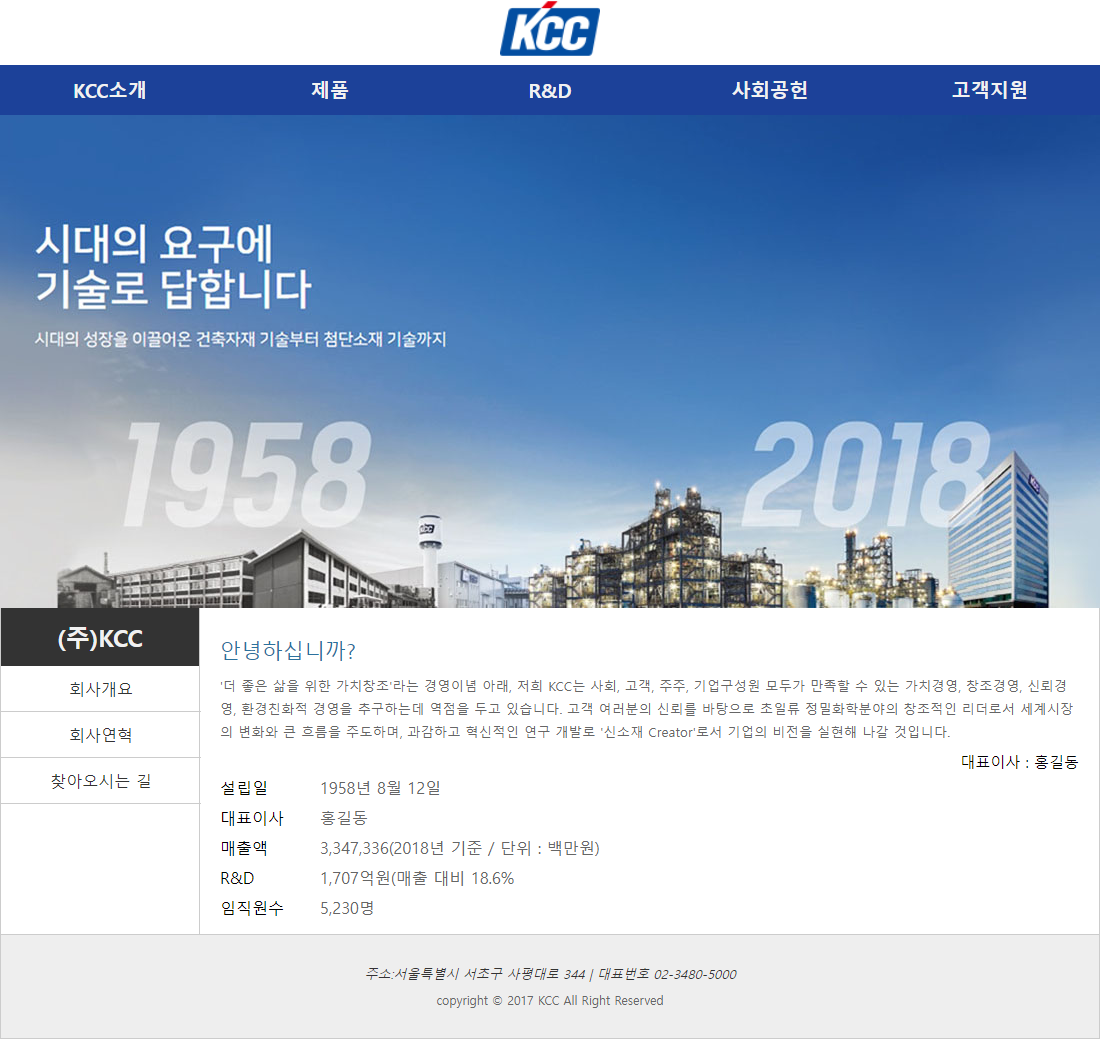 KCC
KCC소개 제품 R&D 사회공헌 고객지원
시대의 요구에
기술로 답합니다
시대의 성장을 이끌어온 건축자재 기술부터 첨단소재 기술까지
1958 2018
KCC
KCC
(주)KCC
회사개요
회사연혁
찾아오시는 길
안녕하십니까?
'더 좋은 삶을 위한 가치창조'라는 경영이념 아래, 저희 KCC는 사회, 고객, 주주, 기업구성원 모두가 만족할 수 있는 가치경영, 창조경영, 신뢰경
영, 환경친화적 경영을 추구하는데 역점을 두고 있습니다. 고객 여러분의 신뢰를 바탕으로 초일류 정밀화학분야의 창조적인 리더로서 세계시장
의 변화와 큰 흐름을 주도하며, 과감하고 혁신적인 연구 개발로 '신소재 Creator'로서 기업의 비전을 실현해 나갈 것입니다.
대표이사 : 홍길동
설립일 1958년 8월 12일
대표이사 홍길동
매출액 3,347,336(2018년 기준 / 단위 : 백만원)
R&D 1,707억원(매출 대비 18.6%
임직원수 5,230명
주소:서울특별시 서초구 사평대로 344 | 대표번호 02-3480-5000
copyright © 2017 KCC All Right Reserved